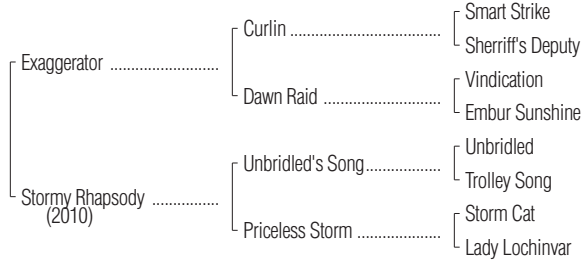 Smart Strike
Curlin ..................
Sherriff's Deputy
Exaggerator ........................
Vindication
Dawn Raid ..........................
Embur Sunshine
Unbridled
Unbridled's Song................
Trolley Song
Stormy Rhapsody ...............
(2010)
Storm Cat
Priceless Storm ..................
Lady Lochinvar